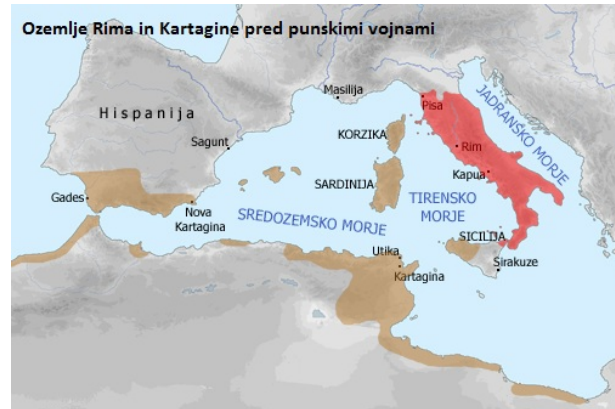 Ozemlje Rima in Kartagine pred punskimi vojnami
Masilija
Pisa
JADRANSKO MORJE
Hispanija
KORZIKA
Sagunt
Rim
Kapua
SARDINIJA
TIRENSKO
MORJE
Gades
Nova
Kartagina
SREDOZEMSKO MORJE
SICILIJA
Utika
Sirakuze
Kartagina